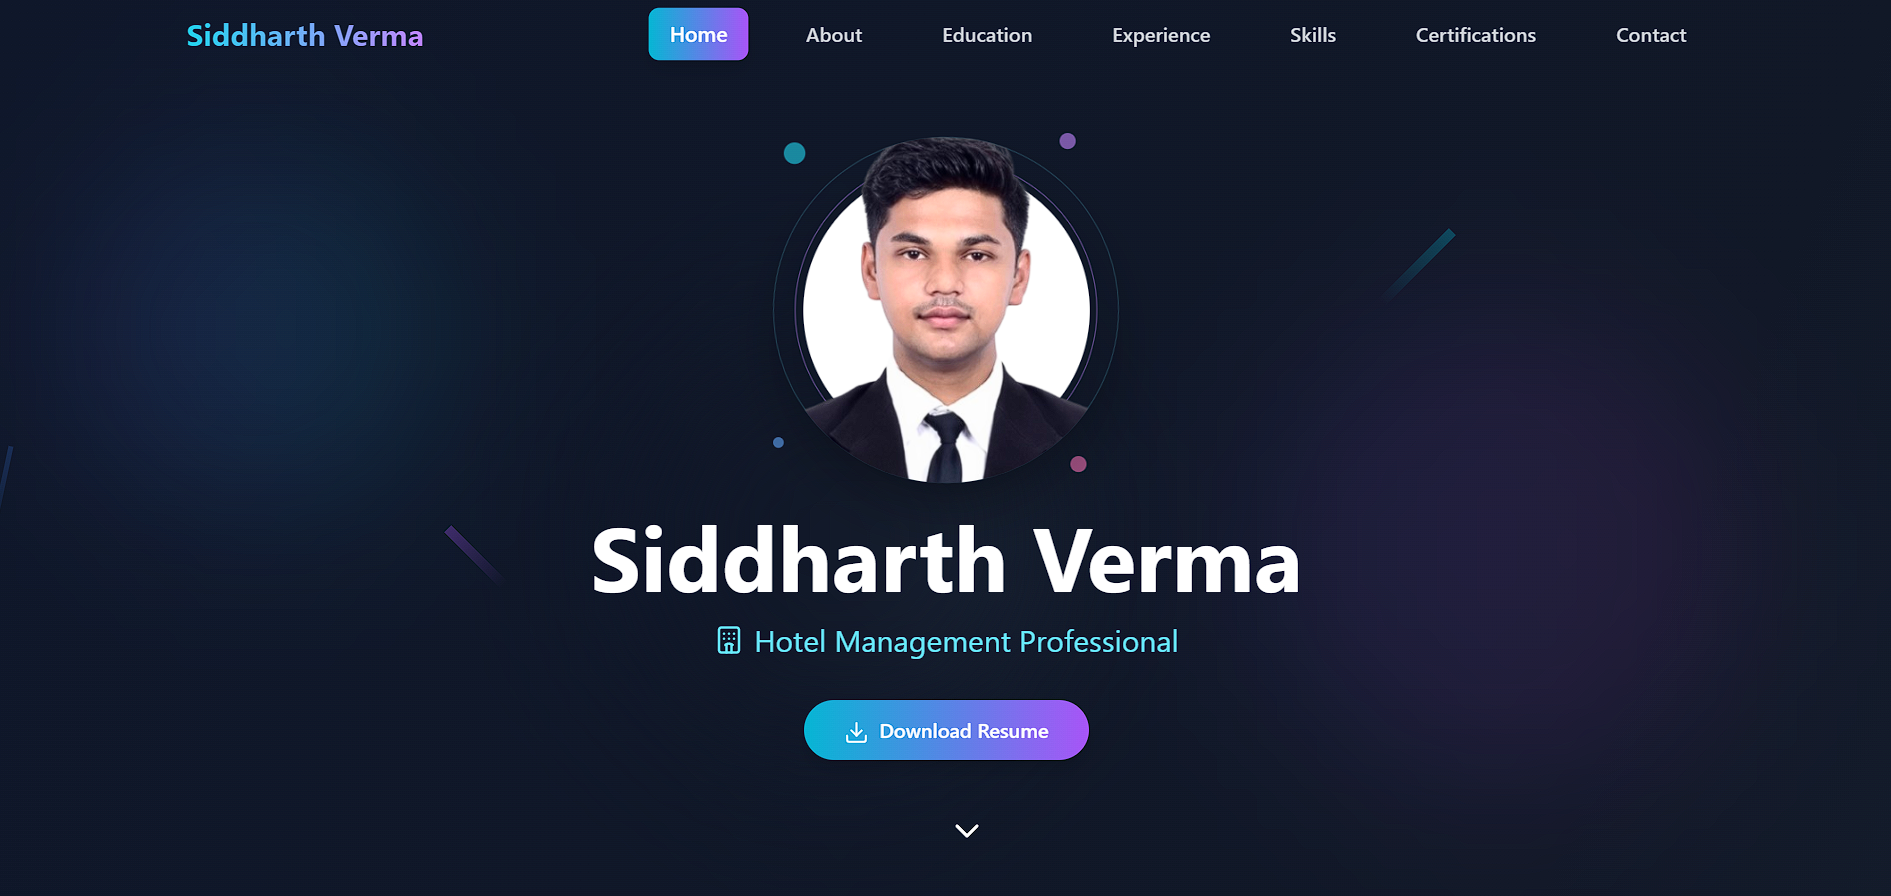 Siddharth Verma
Home About Education Experience Skills Certifications Contact
Siddharth Verma
Hotel Management Professional
Download Resume